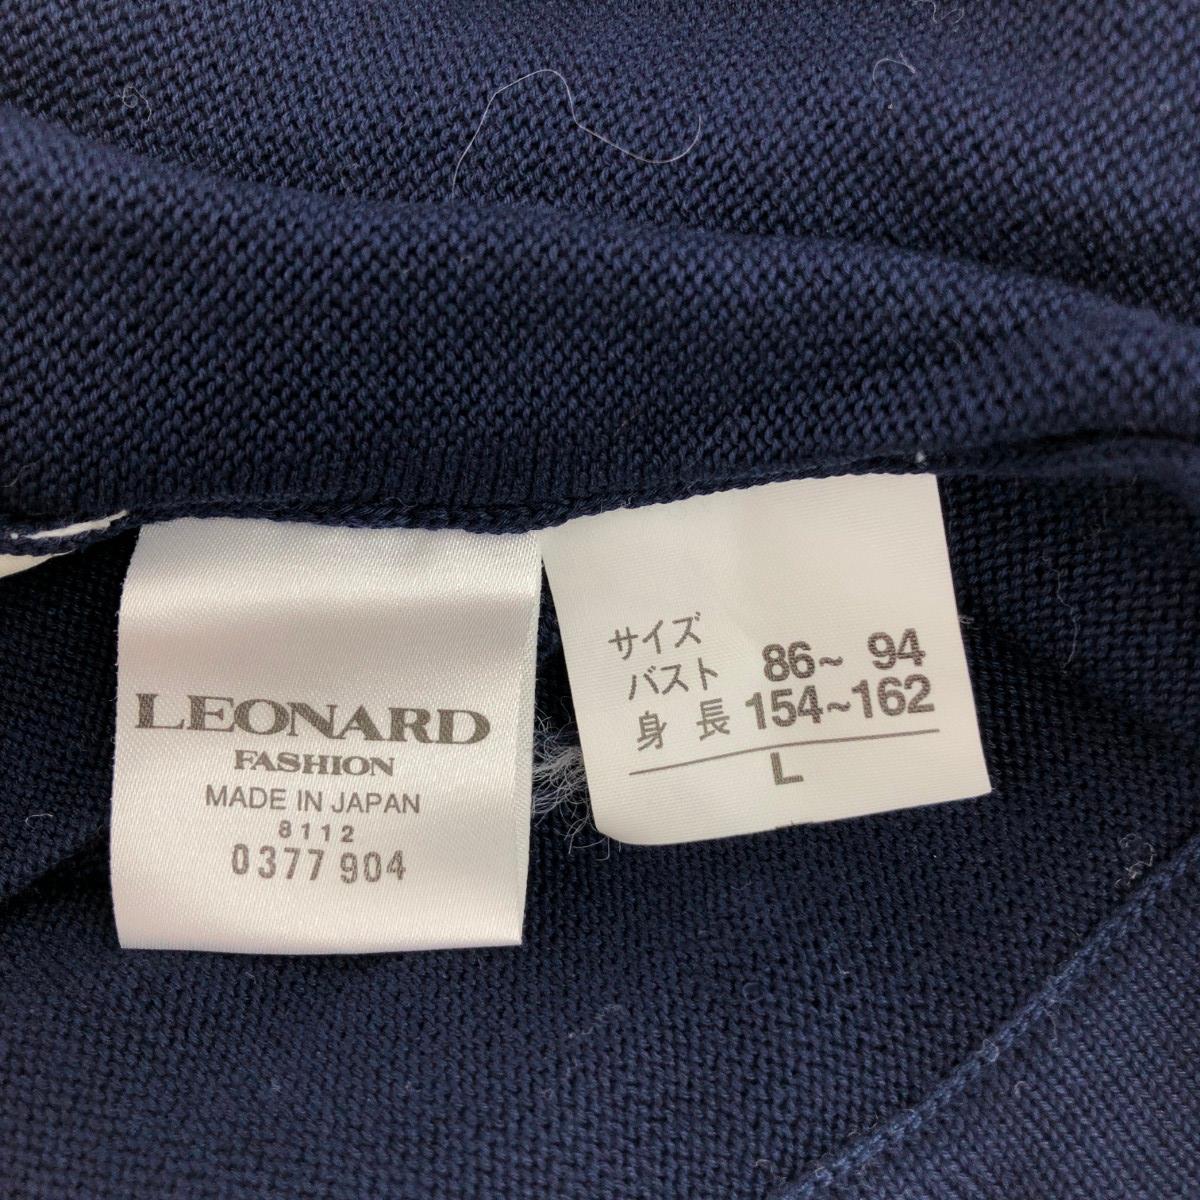 LEONARD
FASHION
MADE IN JAPAN
8112
0377 904
サイズ
バスト 86~ 94
身 長 154~162
L